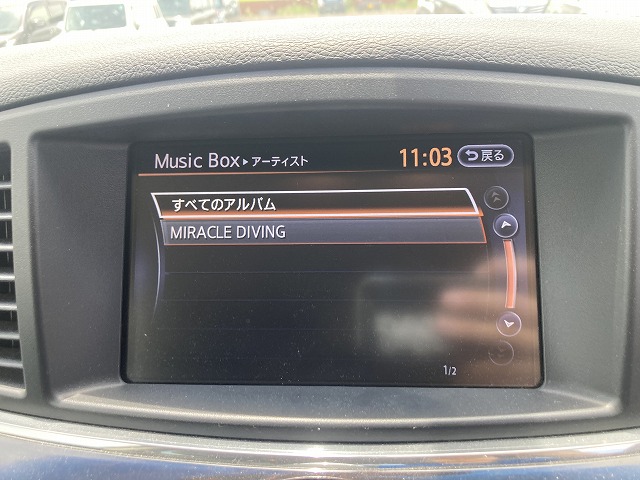 Music Box ▶ アーティスト 11:03 戻る
すべてのアルバム
MIRACLE DIVING
1/2